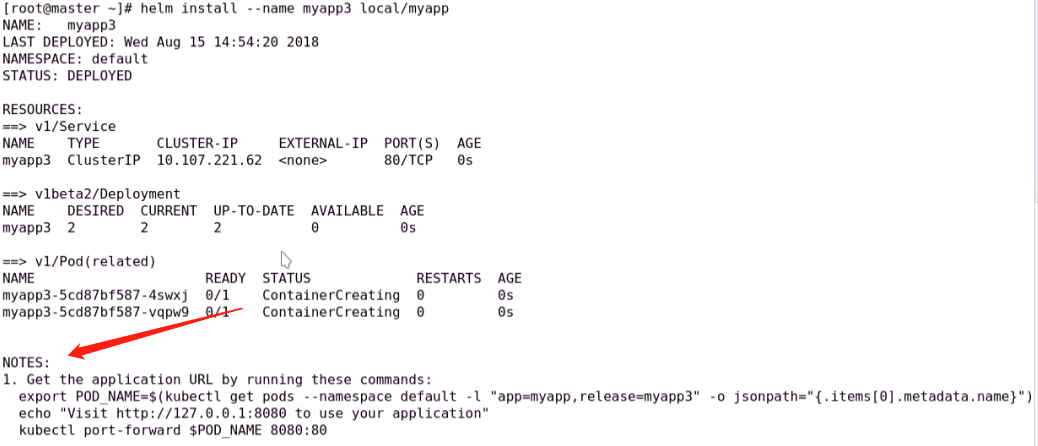 [root@master ~]# helm install --name myapp3 local/myapp
NAME:   myapp3
LAST DEPLOYED: Wed Aug 15 14:54:20 2018
NAMESPACE: default
STATUS: DEPLOYED
RESOURCES:
==> v1/Service
NAME    TYPE       CLUSTER-IP     EXTERNAL-IP  PORT(S)  AGE
myapp3  ClusterIP  10.107.221.62  <none>       80/TCP   0s
==> v1beta2/Deployment
NAME    DESIRED  CURRENT  UP-TO-DATE  AVAILABLE  AGE
myapp3  2        2        2           0          0s
==> v1/Pod(related)
NAME                     READY  STATUS             RESTARTS  AGE
myapp3-5cd87bf587-4swxj  0/1    ContainerCreating  0         0s
myapp3-5cd87bf587-vqpw9  0/1    ContainerCreating  0         0s
NOTES:
1. Get the application URL by running these commands:
  export POD_NAME=$(kubectl get pods --namespace default -l "app=myapp,release=myapp3" -o jsonpath="{.items[0].metadata.name}")
  echo "Visit http://127.0.0.1:8080 to use your application"
  kubectl port-forward $POD_NAME 8080:80